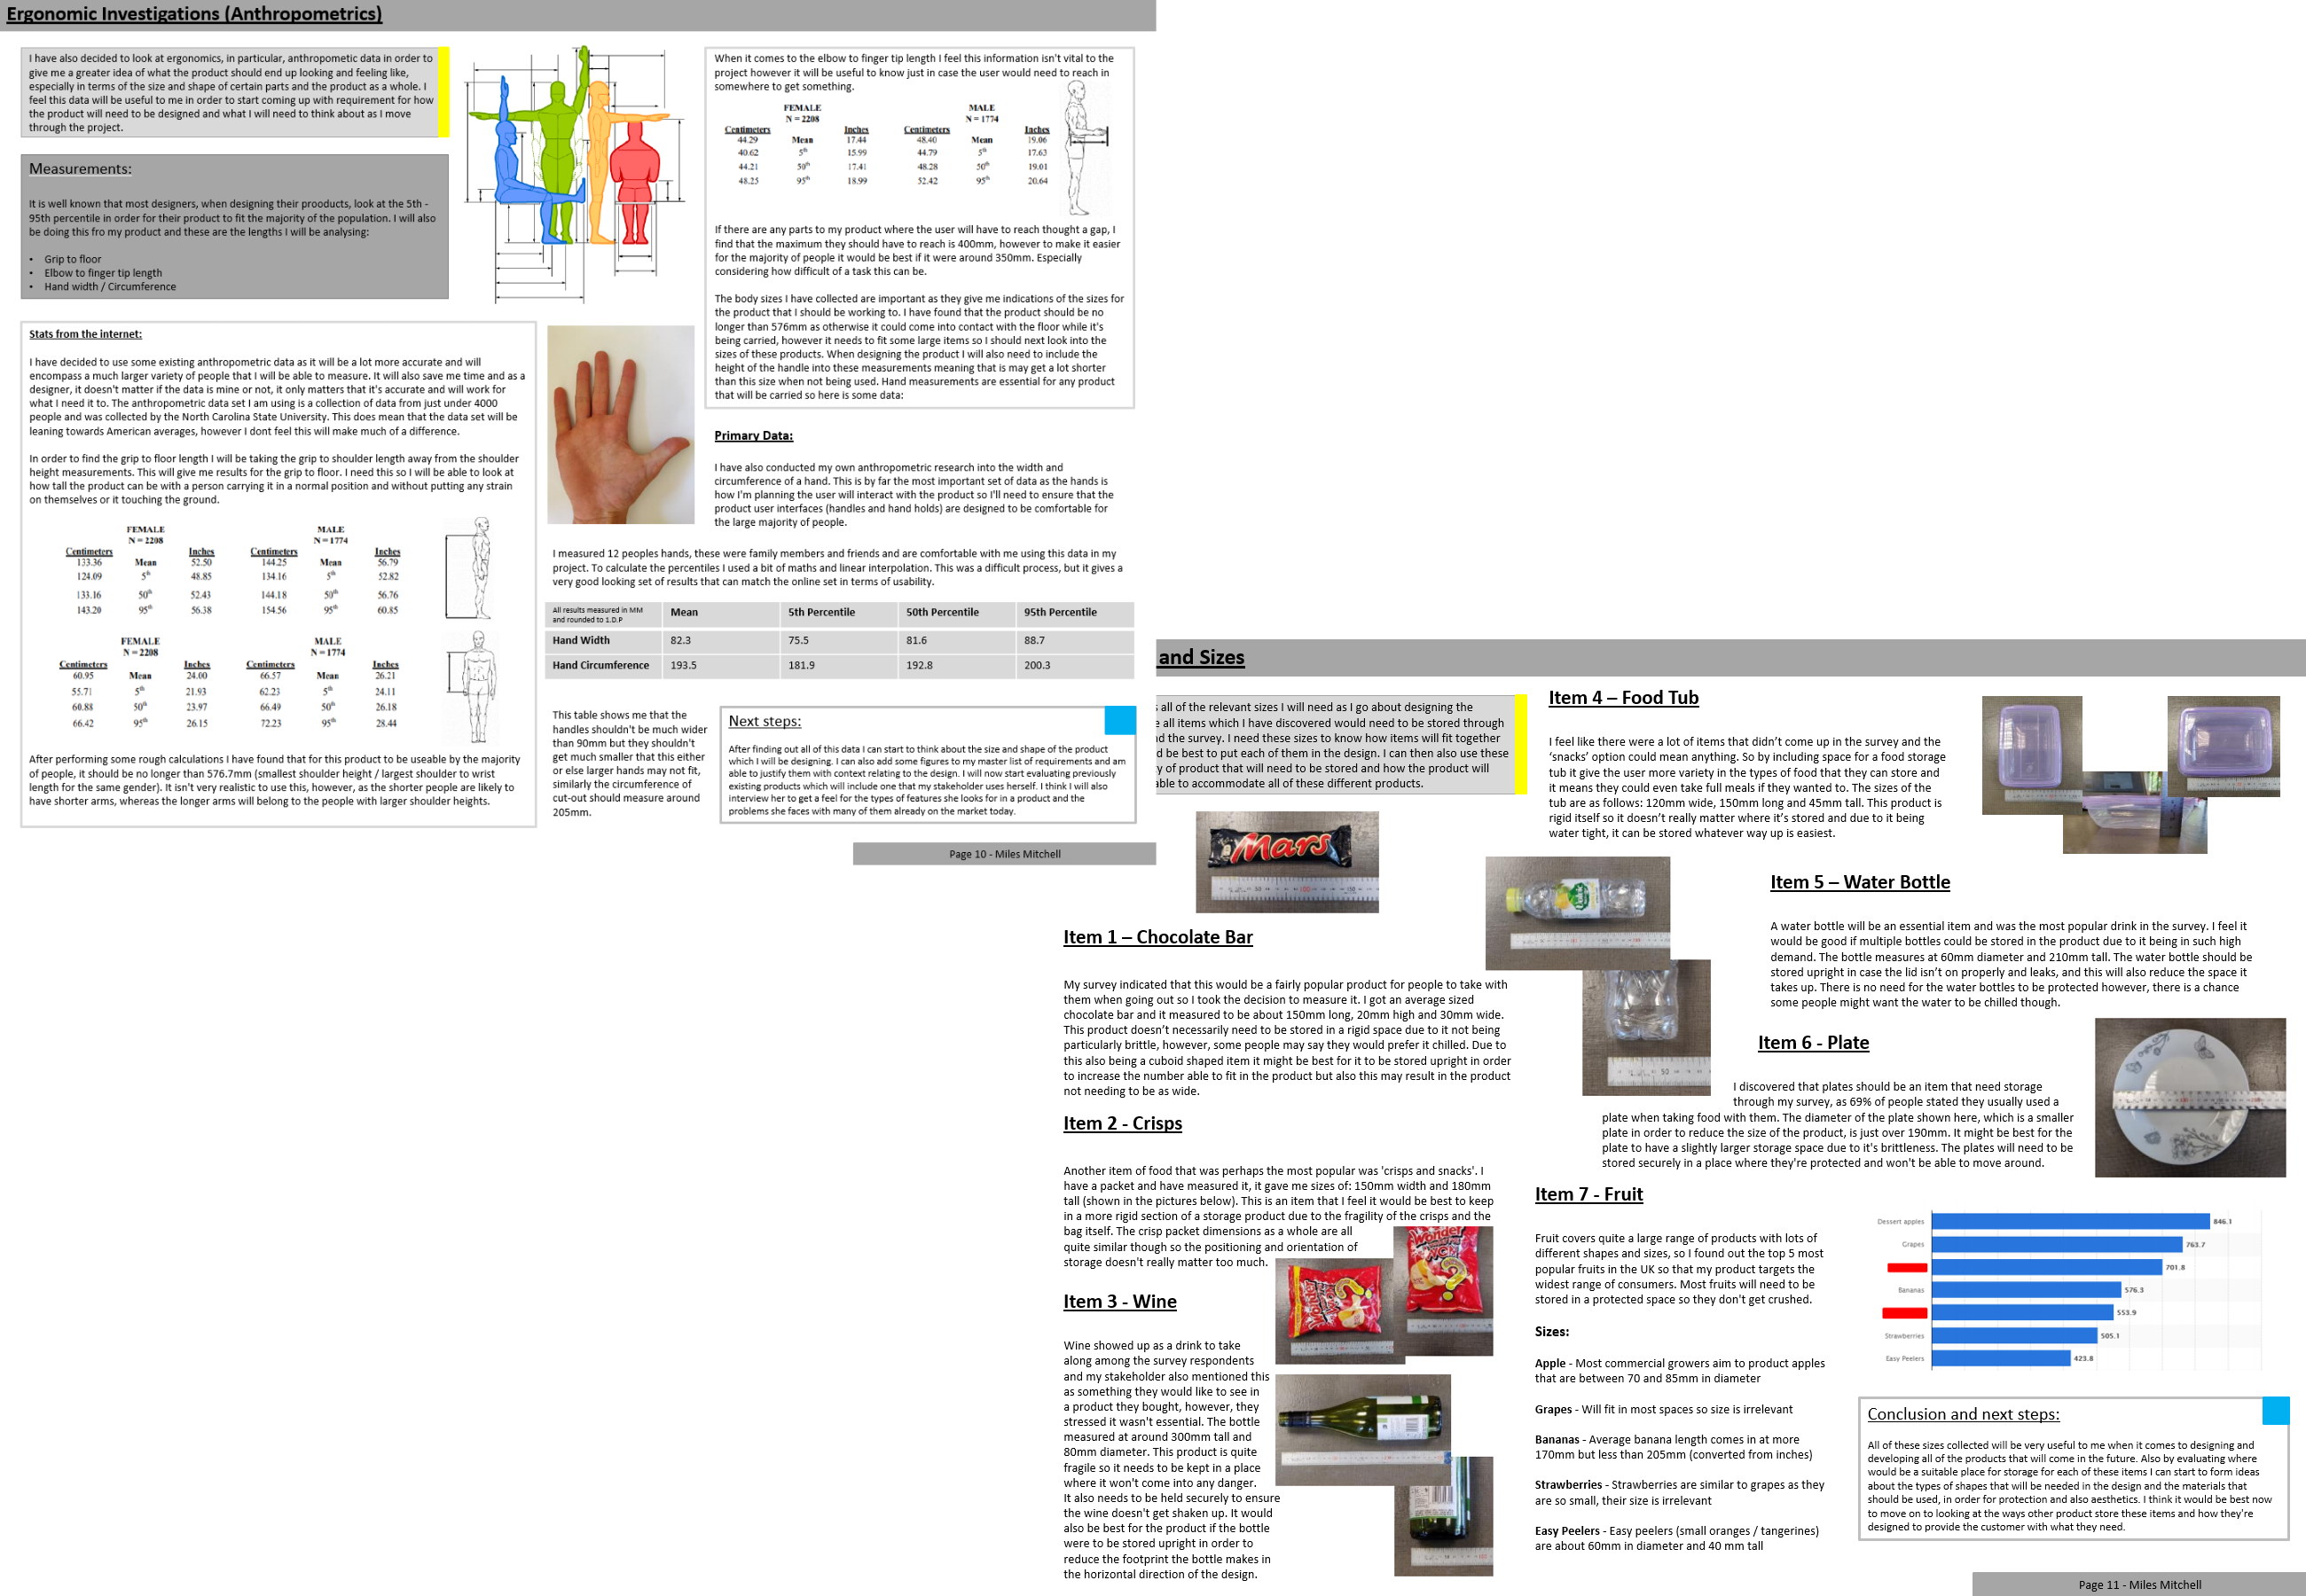 Ergonomic Investigations (Anthropometrics)
I have also decided to look at ergonomics, in particular, anthropometic data in order to
give me a greater idea of what the product should end up looking and feeling like,
especially in terms of the size and shape of certain parts and the product as a whole. I
feel this data will be useful to me in order to start coming up with requirement for how
the product will need to be designed and what I will need to think about as I move
through the project.
Measurements:
It is well known that most designers, when designing their prooducts, look at the 5th -
95th percentile in order for their product to fit the majority of the population. I will also
be doing this fro my product and these are the lengths I will be analysing:
• Grip to floor
• Elbow to finger tip length
• Hand width / Circumference
Stats from the internet:
I have decided to use some existing anthropometric data as it will be a lot more accurate and will
encompass a much larger variety of people that I will be able to measure. It will also save me time and as a
designer, it doesn't matter if the data is mine or not, it only matters that it's accurate and will work for
what I need it to. The anthropometric data set I am using is a collection of data from just under 4000
people and was collected by the North Carolina State University. This does mean that the data set will be
leaning towards American averages, however I dont feel this will make much of a difference.
In order to find the grip to floor length I will be taking the grip to shoulder length away from the shoulder
height measurements. This will give me results for the grip to floor. I need this so I will be able to look at
how tall the product can be with a person carrying it in a normal position and without putting any strain
on themselves or it touching the ground.
FEMALE MALE
N = 2208 N = 1774
Centimeters Inches Centimeters Inches
133.36 Mean 52.50 144.25 Mean 56.79
124.09 5th 48.85 134.16 5th 52.82
133.16 50th 52.43 144.18 50th 56.76
143.20 95th 56.38 154.56 95th 60.85
FEMALE MALE
N = 2208 N = 1774
Centimeters Inches Centimeters Inches
60.95 Mean 24.00 66.57 Mean 26.21
55.71 5th 21.93 62.23 5th 24.11
60.88 50th 23.97 66.49 50th 26.18
66.42 95th 26.15 72.23 95th 28.44
After performing some rough calculations I have found that for this product to be useable by the majority
of people, it should be no longer than 576.7mm (smallest shoulder height / largest shoulder to wrist
length for the same gender). It isn't very realistic to use this, however, as the shorter people are likely to
have shorter arms, whereas the longer arms will belong to the people with larger shoulder heights.
When it comes to the elbow to finger tip length I feel this information isn't vital to the
project however it will be useful to know just in case the user would need to reach in
somewhere to get something.
FEMALE MALE
N = 2208 N = 1774
Centimeters Inches Centimeters Inches
44.29 Mean 17.44 48.40 Mean 19.06
40.62 5th 15.99 44.79 5th 17.63
44.21 50th 17.41 48.28 50th 19.01
48.25 95th 18.99 52.42 95th 20.64
If there are any parts to my product where the user will have to reach thought a gap, I
find that the maximum they should have to reach is 400mm, however to make it easier
for the majority of people it would be best if it were around 350mm. Especially
considering how difficult of a task this can be.
The body sizes I have collected are important as they give me indications of the sizes for
the product that I should be working to. I have found that the product should be no
longer than 576mm as otherwise it could come into contact with the floor while it's
being carried, however it needs to fit some large items so I should next look into the
sizes of these products. When designing the product I will also need to include the
height of the handle into these measurements meaning that is may get a lot shorter
than this size when not being used. Hand measurements are essential for any product
that will be carried so here is some data:
Primary Data:
I have also conducted my own anthropometric research into the width and
circumference of a hand. This is by far the most important set of data as the hands is
how I'm planning the user will interact with the product so I'll need to ensure that the
product user interfaces (handles and hand holds) are designed to be comfortable for
the large majority of people.
I measured 12 peoples hands, these were family members and friends and are comfortable with me using this data in my
project. To calculate the percentiles I used a bit of maths and linear interpolation. This was a difficult process, but it gives a
very good looking set of results that can match the online set in terms of usability.
All results measured in MM
and rounded to 1.D.P
Mean 5th Percentile 50th Percentile 95th Percentile
Hand Width 82.3 75.5 81.6 88.7
Hand Circumference 193.5 181.9 192.8 200.3
This table shows me that the
handles shouldn't be much wider
than 90mm but they shouldn't
get much smaller that this either
or else larger hands may not fit,
similarly the circumference of
cut-out should measure around
205mm.
Next steps:
After finding out all of this data I can start to think about the size and shape of the product
which I will be designing. I can also add some figures to my master list of requirements and am
able to justify them with context relating to the design. I will now start evaluating previously
existing products which will include one that my stakeholder uses herself. I think I will also
interview her to get a feel for the types of features she looks for in a product and the
problems she faces with many of them already on the market today.
Page 10 - Miles Mitchell
and Sizes
all of the relevant sizes I will need as I go about designing the
all items which I have discovered would need to be stored through
the survey. I need these sizes to know how items will fit together
be best to put each of them in the design. I can then also use these
of product that will need to be stored and how the product will
able to accommodate all of these different products.
Mars
Item 1 – Chocolate Bar
My survey indicated that this would be a fairly popular product for people to take with
them when going out so I took the decision to measure it. I got an average sized
chocolate bar and it measured to be about 150mm long, 20mm high and 30mm wide.
This product doesn't necessarily need to be stored in a rigid space due to it not being
particularly brittle, however, some people may say they would prefer it chilled. Due to
this also being a cuboid shaped item it might be best for it to be stored upright in order
to increase the number able to fit in the product but also this may result in the product
not needing to be as wide.
Item 2 - Crisps
Another item of food that was perhaps the most popular was 'crisps and snacks'. I
have a packet and have measured it, it gave me sizes of: 150mm width and 180mm
tall (shown in the pictures below). This is an item that I feel it would be best to keep
in a more rigid section of a storage product due to the fragility of the crisps and the
bag itself. The crisp packet dimensions as a whole are all
quite similar though so the positioning and orientation of
storage doesn't really matter too much.
Item 3 - Wine
Wine showed up as a drink to take
along among the survey respondents
and my stakeholder also mentioned this
as something they would like to see in
a product they bought, however, they
stressed it wasn't essential. The bottle
measured at around 300mm tall and
80mm diameter. This product is quite
fragile so it needs to be kept in a place
where it won't come into any danger.
It also needs to be held securely to ensure
the wine doesn't get shaken up. It would
also be best for the product if the bottle
were to be stored upright in order to
reduce the footprint the bottle makes in
the horizontal direction of the design.
Item 4 – Food Tub
I feel like there were a lot of items that didn't come up in the survey and the
'snacks' option could mean anything. So by including space for a food storage
tub it give the user more variety in the types of food that they can store and
it means they could even take full meals if they wanted to. The sizes of the
tub are as follows: 120mm wide, 150mm long and 45mm tall. This product is
rigid itself so it doesn't really matter where it's stored and due to it being
water tight, it can be stored whatever way up is easiest.
Item 5 – Water Bottle
A water bottle will be an essential item and was the most popular drink in the survey. I feel it
would be good if multiple bottles could be stored in the product due to it being in such high
demand. The bottle measures at 60mm diameter and 210mm tall. The water bottle should be
stored upright in case the lid isn't on properly and leaks, and this will also reduce the space it
takes up. There is no need for the water bottles to be protected however, there is a chance
some people might want the water to be chilled though.
Item 6 - Plate
I discovered that plates should be an item that need storage
through my survey, as 69% of people stated they usually used a
plate when taking food with them. The diameter of the plate shown here, which is a smaller
plate in order to reduce the size of the product, is just over 190mm. It might be best for the
plate to have a slightly larger storage space due to it's brittleness. The plates will need to be
stored securely in a place where they're protected and won't be able to move around.
Item 7 - Fruit
Fruit covers quite a large range of products with lots of
different shapes and sizes, so I found out the top 5 most
popular fruits in the UK so that my product targets the
widest range of consumers. Most fruits will need to be
stored in a protected space so they don't get crushed.
Sizes:
Apple - Most commercial growers aim to product apples
that are between 70 and 85mm in diameter
Grapes - Will fit in most spaces so size is irrelevant
Bananas - Average banana length comes in at more
170mm but less than 205mm (converted from inches)
Strawberries - Strawberries are similar to grapes as they
are so small, their size is irrelevant
Easy Peelers - Easy peelers (small oranges / tangerines)
are about 60mm in diameter and 40 mm tall
Dessert apples 846.1
Grapes 763.7
701.8
Bananas 576.3
553.9
Strawberries 505.1
Easy Peelers 423.8
Conclusion and next steps:
All of these sizes collected will be very useful to me when it comes to designing and
developing all of the products that will come in the future. Also by evaluating where
would be a suitable place for storage for each of these items I can start to form ideas
about the types of shapes that will be needed in the design and the materials that
should be used, in order for protection and also aesthetics. I think it would be best now
to move on to looking at the ways other product store these items and how they're
designed to provide the customer with what they need.
Page 11 - Miles Mitchell